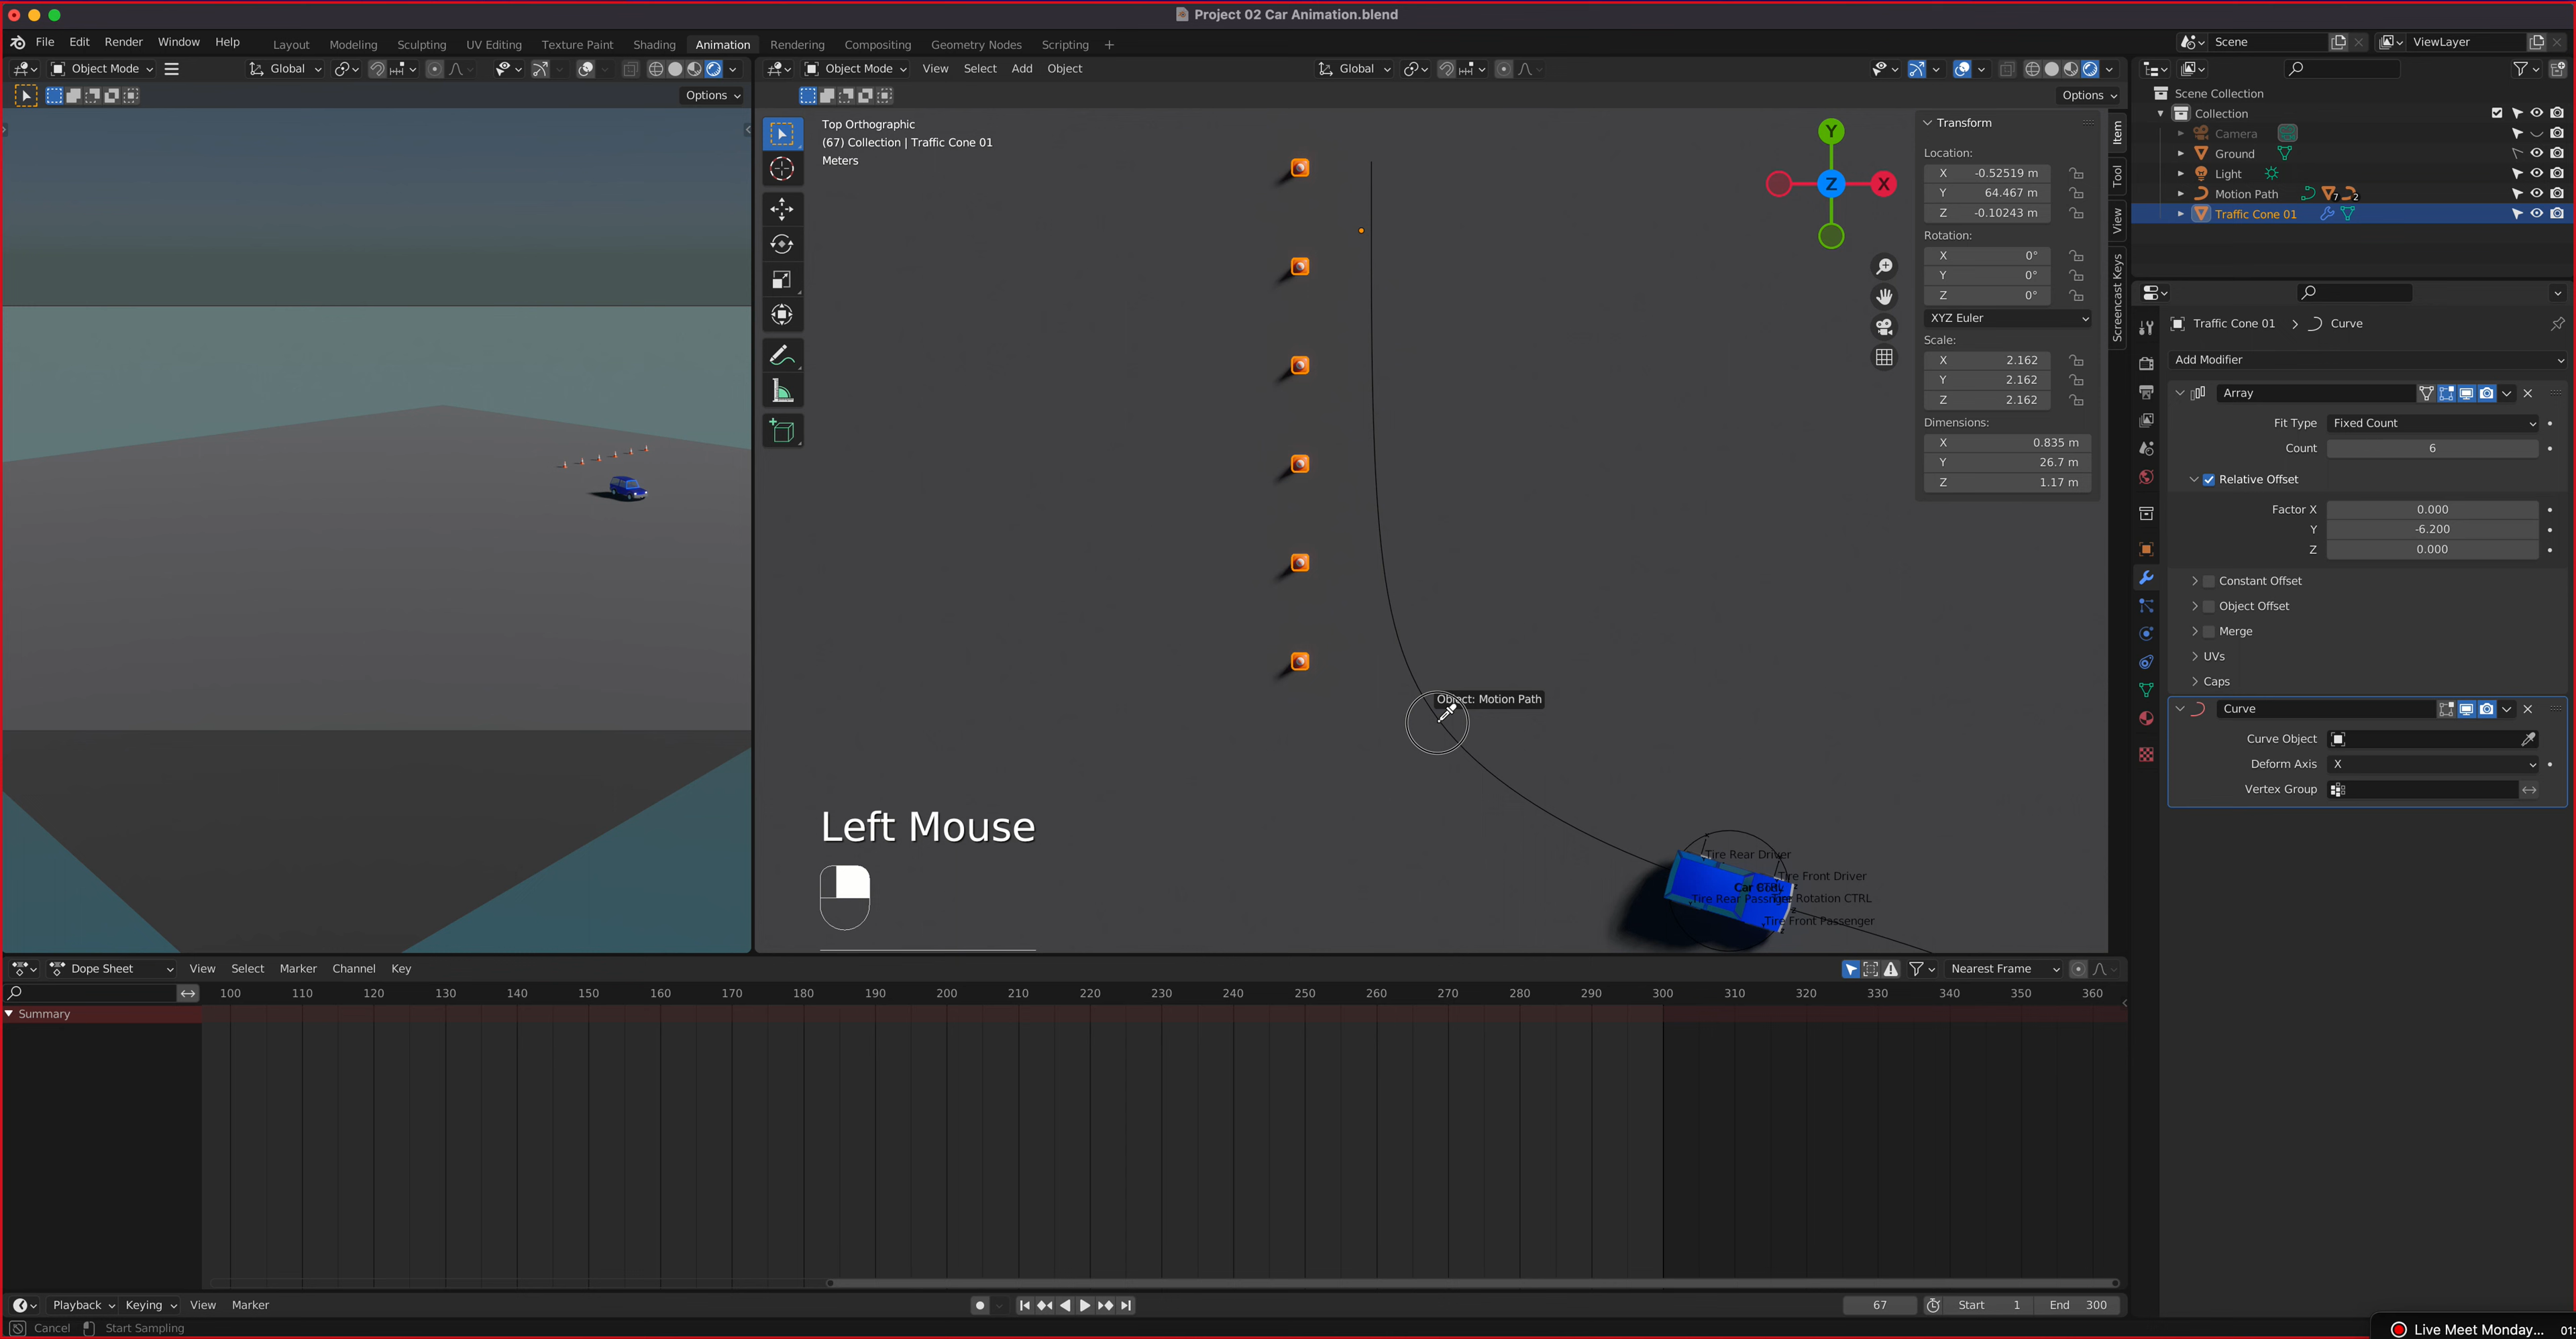 Project 02 Car Animation.blend
File Edit Render Window Help Layout Modeling Sculpting UV Editing Texture Paint Shading Animation Rendering Compositing Geometry Nodes Scripting + Scene ViewLayer
Object Mode Global Object Mode View Select Add Object Global
Options Options
Top Orthographic
(67) Collection | Traffic Cone 01
Meters
Y
Z X
Transform
Location:
X -0.52519 m
Y 64.467 m
Z -0.10243 m
Rotation:
X 0°
Y 0°
Z 0°
XYZ Euler
Scale:
X 2.162
Y 2.162
Z 2.162
Dimensions:
X 0.835 m
Y 26.7 m
Z 1.17 m
Item
Tool
View
Screencast Keys
Scene Collection
Collection
Camera
Ground
Light
Motion Path 7 2
Traffic Cone 01
Traffic Cone 01 > Curve
Add Modifier
Array
Fit Type Fixed Count
Count 6
Relative Offset
Factor X 0.000
Y -6.200
Z 0.000
Constant Offset
Object Offset
Merge
UVs
Caps
Curve
Curve Object
Deform Axis X
Vertex Group
Object: Motion Path
Left Mouse
Tire Rear Driver
Tire Front Driver
Tire Rotation CTRL
Tire Front Passenger
Dope Sheet View Select Marker Channel Key Nearest Frame
100 110 120 130 140 150 160 170 180 190 200 210 220 230 240 250 260 270 280 290 300 310 320 330 340 350 360
Summary
Playback Keying View Marker 67 Start 1 End 300
Cancel Start Sampling
Live Meet Monday...